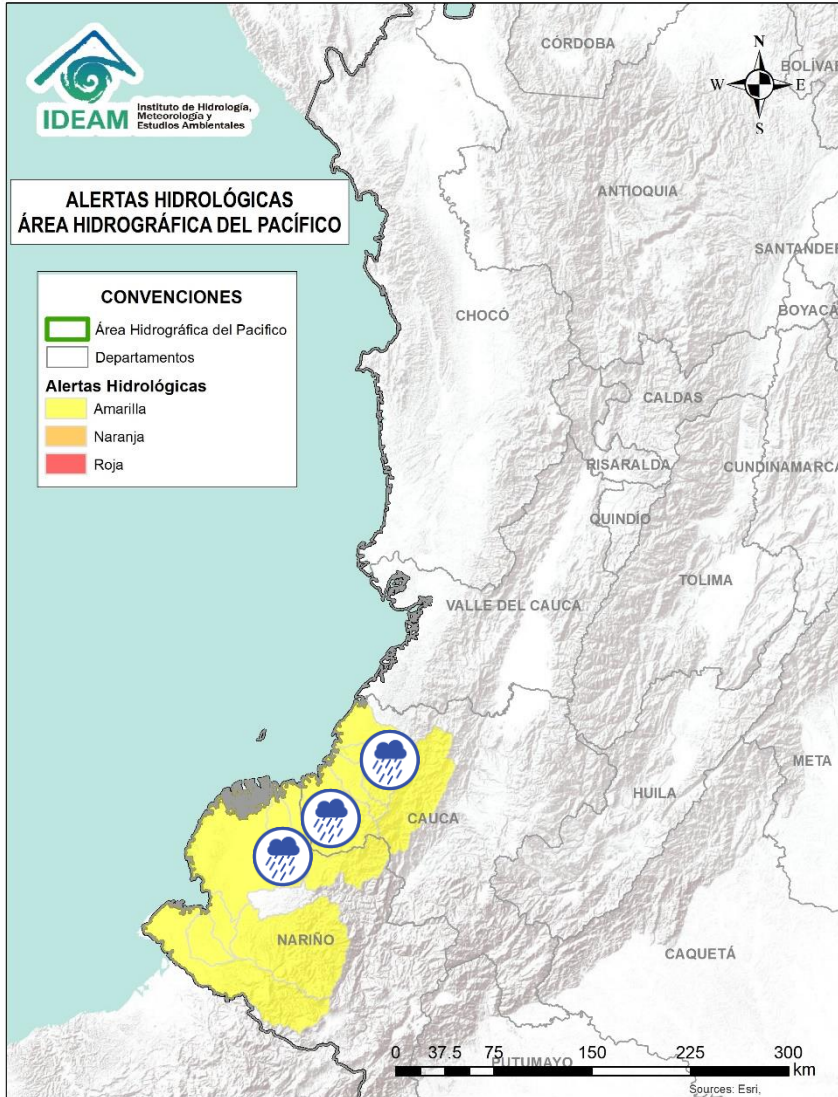 IDEAM
Instituto de Hidrología,
Meteorología y
Estudios Ambientales
ALERTAS HIDROLÓGICAS
ÁREA HIDROGRÁFICA DEL PACÍFICO
CONVENCIONES
Área Hidrográfica del Pacifico
Departamentos
Alertas Hidrológicas
Amarilla
Naranja
Roja
N
W
E
S
CÓRDOBA
BOLÍVAR
ANTIOQUIA
SANTANDER
BOYACÁ
CHOCÓ
CALDAS
RISARALDA
CUNDINAMARCA
QUINDÍO
TOLIMA
VALLE DEL CAUCA
META
HUILA
CAUCA
NARIÑO
CAQUETÁ
PUTUMAYO
0 37.5 75 150 225 300
km
Sources: Esri,